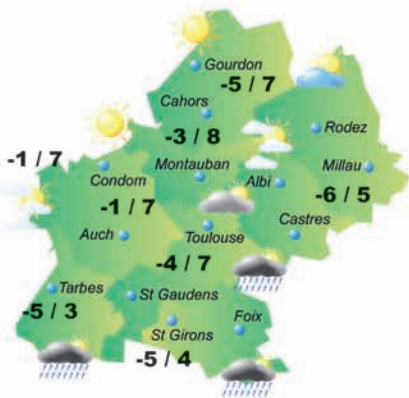 Gourdon
-5 / 7
Cahors
-3 / 8
Rodez
-1 / 7
Condom
Montauban
Albi
Millau
-6 / 5
-1 / 7
Auch
Toulouse
Castres
-4 / 7
Tarbes
-5 / 3
St Gaudens
St Girons
Foix
-5 / 4